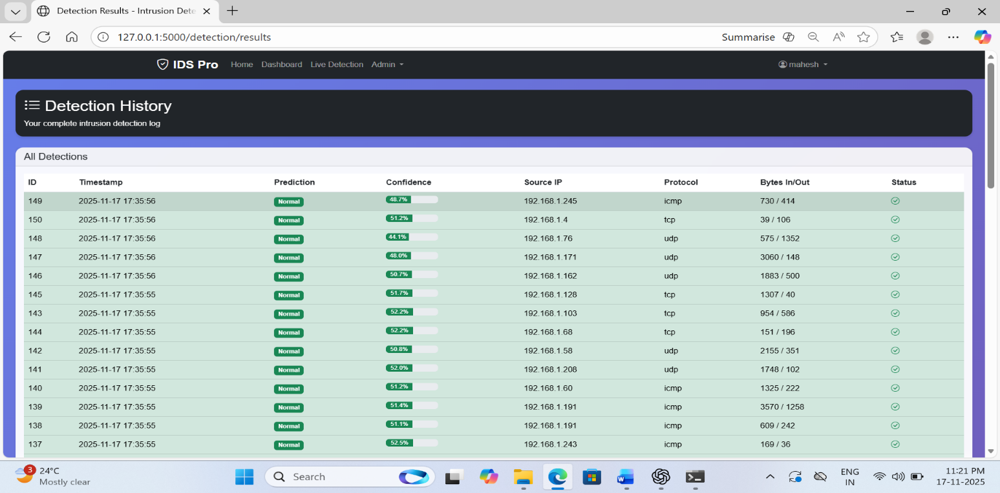 Detection Results - Intrusion Dete
127.0.0.1:5000/detection/results
Summarise
IDS Pro Home Dashboard Live Detection Admin mahesh
Detection History
Your complete intrusion detection log
All Detections
ID Timestamp Prediction Confidence Source IP Protocol Bytes In/Out Status
149 2025-11-17 17:35:56 Normal 48.7% 192.168.1.245 icmp 730 / 414
150 2025-11-17 17:35:56 Normal 51.2% 192.168.1.4 tcp 39 / 106
148 2025-11-17 17:35:56 Normal 44.1% 192.168.1.76 udp 575 / 1352
147 2025-11-17 17:35:56 Normal 48.0% 192.168.1.171 udp 3060 / 148
146 2025-11-17 17:35:56 Normal 50.7% 192.168.1.162 udp 1883 / 500
145 2025-11-17 17:35:55 Normal 51.7% 192.168.1.128 tcp 1307 / 40
143 2025-11-17 17:35:55 Normal 52.2% 192.168.1.103 tcp 954 / 586
144 2025-11-17 17:35:55 Normal 52.2% 192.168.1.68 tcp 151 / 196
142 2025-11-17 17:35:55 Normal 50.8% 192.168.1.58 udp 2155 / 351
141 2025-11-17 17:35:55 Normal 52.0% 192.168.1.208 udp 1748 / 102
140 2025-11-17 17:35:55 Normal 51.2% 192.168.1.60 icmp 1325 / 222
139 2025-11-17 17:35:55 Normal 51.4% 192.168.1.191 icmp 3570 / 1258
138 2025-11-17 17:35:55 Normal 51.1% 192.168.1.191 icmp 609 / 242
137 2025-11-17 17:35:55 Normal 52.5% 192.168.1.243 icmp 169 / 36
3
24°C
Mostly clear
Search
ENG
IN
11:21 PM
17-11-2025